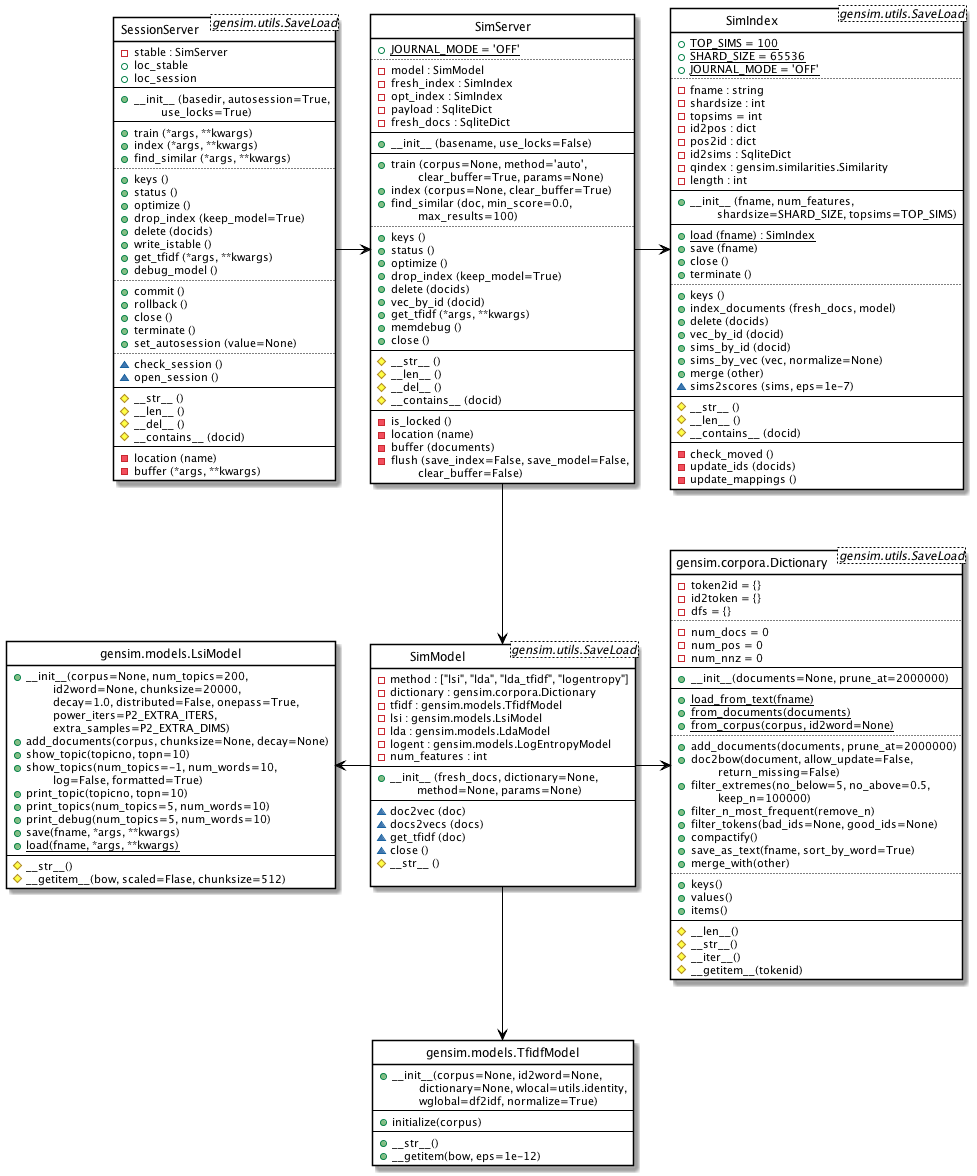 SessionServer
gensim.utils.SaveLoad
stable : SimServer
loc_stable
loc_session
__init__ (basedir, autosession=True,
use_locks=True)
train (*args, **kwargs)
index (*args, **kwargs)
find_similar (*args, **kwargs)
keys ()
status ()
optimize ()
drop_index (keep_model=True)
delete (docids)
write_istable ()
get_tfidf (*args, **kwargs)
debug_model ()
commit ()
rollback ()
close ()
terminate ()
set_autosession (value=None)
check_session ()
open_session ()
__str__ ()
__len__ ()
__del__ ()
__contains__ (docid)
location (name)
buffer (*args, **kwargs)
SimServer
JOURNAL_MODE = 'OFF'
model : SimModel
fresh_index : SimIndex
opt_index : SimIndex
payload : SqliteDict
fresh_docs : SqliteDict
__init__ (basename, use_locks=False)
train (corpus=None, method='auto',
clear_buffer=True, params=None)
index (corpus=None, clear_buffer=True)
find_similar (doc, min_score=0.0,
max_results=100)
keys ()
status ()
optimize ()
drop_index (keep_model=True)
delete (docids)
vec_by_id (docid)
get_tfidf (*args, **kwargs)
memdebug ()
close ()
__str__ ()
__len__ ()
__del__ ()
__contains__ (docid)
is_locked ()
location (name)
buffer (documents)
flush (save_index=False, save_model=False,
clear_buffer=False)
SimIndex
gensim.utils.SaveLoad
TOP_SIMS = 100
SHARD_SIZE = 65536
JOURNAL_MODE = 'OFF'
fname : string
shardsize : int
topsims = int
id2pos : dict
pos2id : dict
id2sims : SqliteDict
qindex : gensim.similarities.Similarity
length : int
__init__ (fname, num_features,
shardsize=SHARD_SIZE, topsims=TOP_SIMS)
load (fname) : SimIndex
save (fname)
close ()
terminate ()
keys ()
index_documents (fresh_docs, model)
delete (docids)
vec_by_id (docid)
sims_by_id (docid)
sims_by_vec (vec, normalize=None)
merge (other)
sims2scores (sims, eps=1e-7)
__str__ ()
__len__ ()
__contains__ (docid)
check_moved ()
update_ids (docids)
update_mappings ()
gensim.models.LsiModel
__init__(corpus=None, num_topics=200,
id2word=None, chunksize=20000,
decay=1.0, distributed=False, onepass=True,
power_iters=P2_EXTRA_ITERS,
extra_samples=P2_EXTRA_DIMS)
add_documents(corpus, chunksize=None, decay=None)
show_topic(topicno, topn=10)
show_topics(num_topics=-1, num_words=10,
log=False, formatted=True)
print_topic(topicno, topn=10)
print_topics(num_topics=5, num_words=10)
print_debug(num_topics=5, num_words=10)
save(fname, *args, **kwargs)
load(fname, *args, **kwargs)
__str__()
__getitem__(bow, scaled=Flase, chunksize=512)
SimModel
gensim.utils.SaveLoad
method : ["lsi", "lda", "lda_tfidf", "logentropy"]
dictionary : gensim.corpora.Dictionary
tfidf : gensim.models.TfidfModel
lsi : gensim.models.LsiModel
lda : gensim.models.LdaModel
logent : gensim.models.LogEntropyModel
num_features : int
__init__ (fresh_docs, dictionary=None,
method=None, params=None)
doc2vec (doc)
docs2vecs (docs)
get_tfidf (doc)
close ()
__str__ ()
gensim.corpora.Dictionary
gensim.utils.SaveLoad
token2id = {}
id2token = {}
dfs = {}
num_docs = 0
num_pos = 0
num_nnz = 0
__init__(documents=None, prune_at=2000000)
load_from_text(fname)
from_documents(documents)
from_corpus(corpus, id2word=None)
add_documents(documents, prune_at=2000000)
doc2bow(document, allow_update=False,
return_missing=False)
filter_extremes(no_below=5, no_above=0.5,
keep_n=100000)
filter_n_most_frequent(remove_n)
filter_tokens(bad_ids=None, good_ids=None)
compactify()
save_as_text(fname, sort_by_word=True)
merge_with(other)
keys()
values()
items()
__len__()
__str__()
__iter__()
__getitem__(tokenid)
gensim.models.TfidfModel
__init__(corpus=None, id2word=None,
dictionary=None, wlocal=utils.identity,
wglobal=df2idf, normalize=True)
initialize(corpus)
__str__()
__getitem(bow, eps=1e-12)